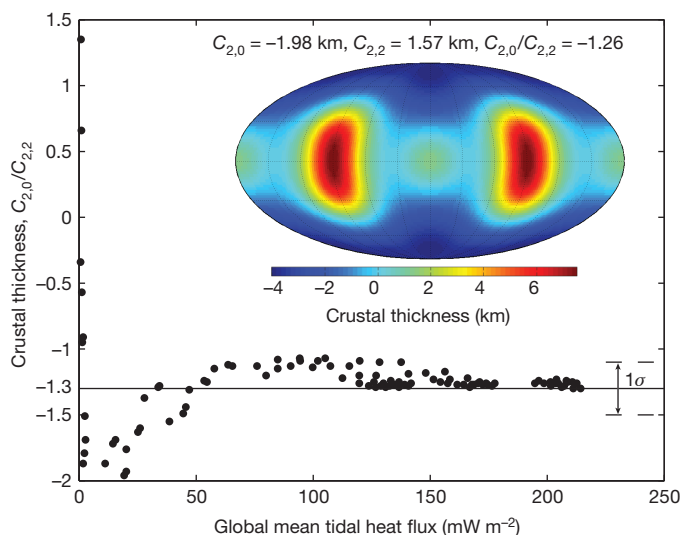 C2,0 = –1.98 km, C2,2 = 1.57 km, C2,0/C2,2 = –1.26
1.5
1
0.5
0
–0.5
–1
–1.3
–1.5
–2
Crustal thickness, C2,0/C2,2
–4 –2 0 2 4 6
Crustal thickness (km)
1σ
0 50 100 150 200 250
Global mean tidal heat flux (mW m–2)